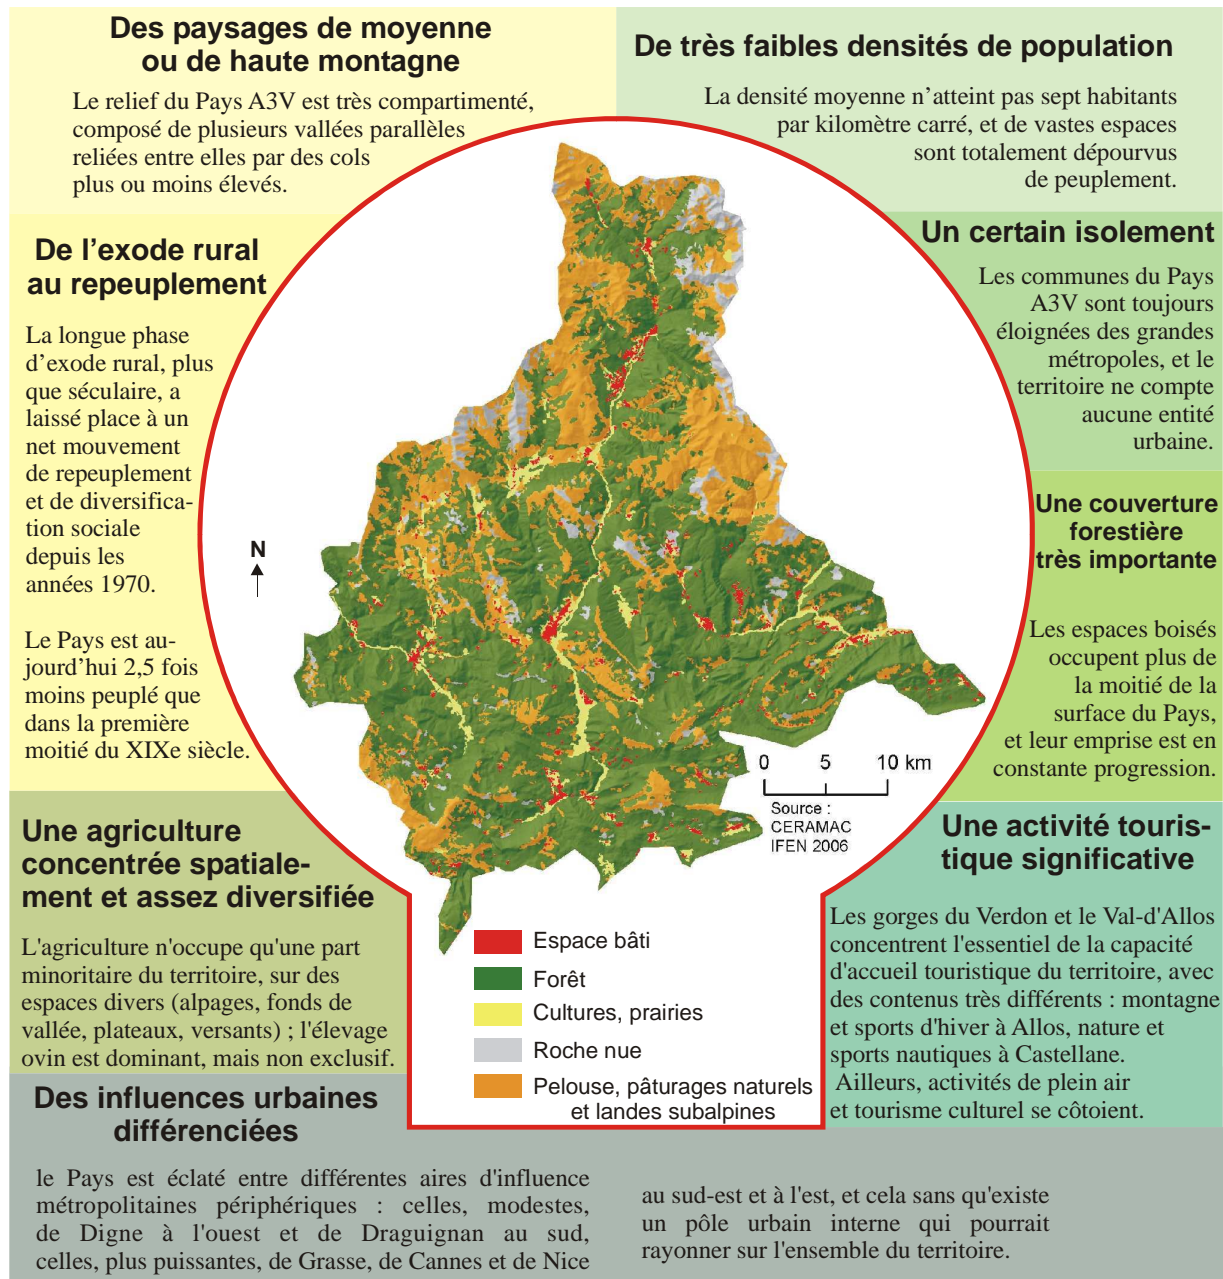 Des paysages de moyenne
ou de haute montagne
Le relief du Pays A3V est très compartimenté,
composé de plusieurs vallées parallèles
reliées entre elles par des cols
plus ou moins élevés.
De très faibles densités de population
La densité moyenne n'atteint pas sept habitants
par kilomètre carré, et de vastes espaces
sont totalement dépourvus
de peuplement.
De l'exode rural
au repeuplement
La longue phase
d'exode rural, plus
que séculaire, a
laissé place à un
net mouvement
de repeuplement
et de diversifica-
tion sociale
depuis les
années 1970.
Le Pays est au-
jourd'hui 2,5 fois
moins peuplé que
dans la première
moitié du XIXe siècle.
Un certain isolement
Les communes du Pays
A3V sont toujours
éloignées des grandes
métropoles, et le
territoire ne compte
aucune entité
urbaine.
Une couverture
forestière
très importante
Les espaces boisés
occupent plus de
la moitié de la
surface du Pays,
et leur emprise est en
constante progression.
N
0 5 10 km
Source :
CERAMAC
IFEN 2006
Une agriculture
concentrée spatiale-
ment et assez diversifiée
L'agriculture n'occupe qu'une part
minoritaire du territoire, sur des
espaces divers (alpages, fonds de
vallée, plateaux, versants) ; l'élevage
ovin est dominant, mais non exclusif.
Espace bâti
Forêt
Cultures, prairies
Roche nue
Pelouse, pâturages naturels
et landes subalpines
Une activité touris-
tique significative
Les gorges du Verdon et le Val-d'Allos
concentrent l'essentiel de la capacité
d'accueil touristique du territoire, avec
des contenus très différents : montagne
et sports d'hiver à Allos, nature et
sports nautiques à Castellane.
Ailleurs, activités de plein air
et tourisme culturel se côtoient.
Des influences urbaines
différenciées
le Pays est éclaté entre différentes aires d'influence
métropolitaines périphériques : celles, modestes,
de Digne à l'ouest et de Draguignan au sud,
celles, plus puissantes, de Grasse, de Cannes et de Nice
au sud-est et à l'est, et cela sans qu'existe
un pôle urbain interne qui pourrait
rayonner sur l'ensemble du territoire.